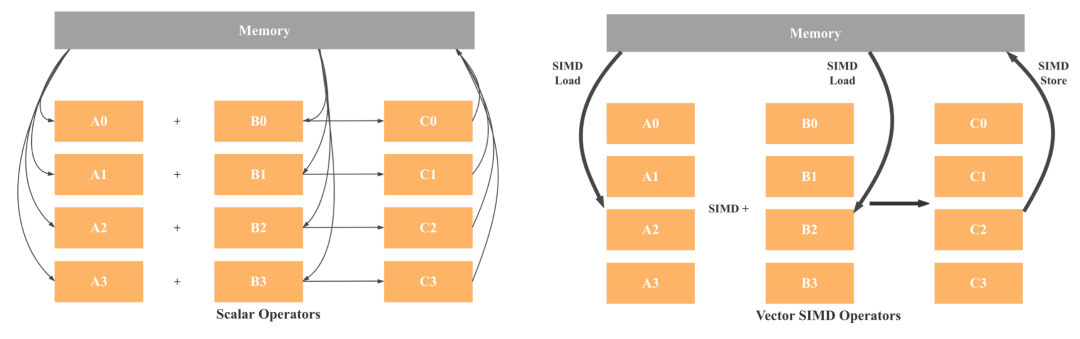 Memory
A0 + B0 C0
A1 + B1 C1
A2 + B2 C2
A3 + B3 C3
Scalar Operators
Memory
SIMD
Load
SIMD
Load
SIMD
Store
A0 B0 C0
A1 B1 C1
SIMD +
A2 B2 C2
A3 B3 C3
Vector SIMD Operators